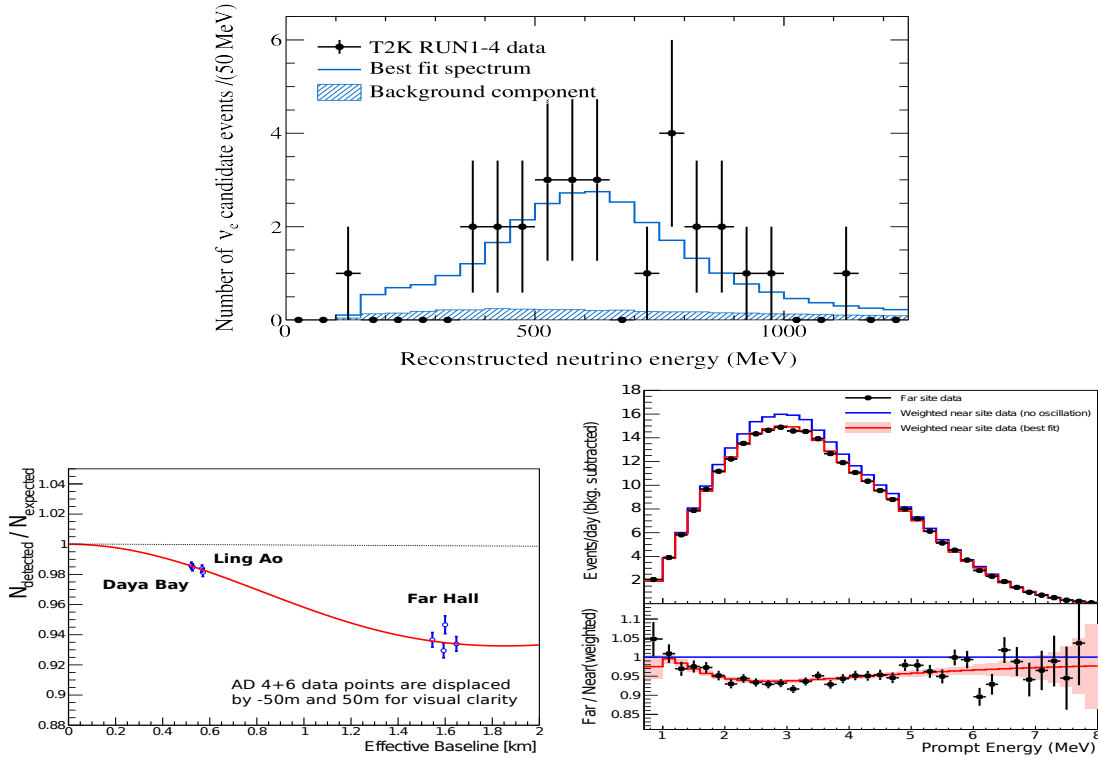 T2K RUN1-4 data
Best fit spectrum
Background component
Number of νe candidate events /(50 MeV)
6
4
2
0
0
500
1000
Reconstructed neutrino energy (MeV)
Ndetected / Nexpected
1.04
1.02
1
0.98
0.96
0.94
0.92
0.9
0.88
Ling Ao
Daya Bay
Far Hall
AD 4+6 data points are displaced
by -50m and 50m for visual clarity
0 0.2 0.4 0.6 0.8 1 1.2 1.4 1.6 1.8 2
Effective Baseline [km]
Events/day (bkg. subtracted)
18
16
14
12
10
8
6
4
2
Far site data
Weighted near site data (no oscillation)
Weighted near site data (best fit)
Far / Near(weighted)
1.1
1.05
1
0.95
0.9
0.85
1 2 3 4 5 6 7 8
Prompt Energy (MeV)